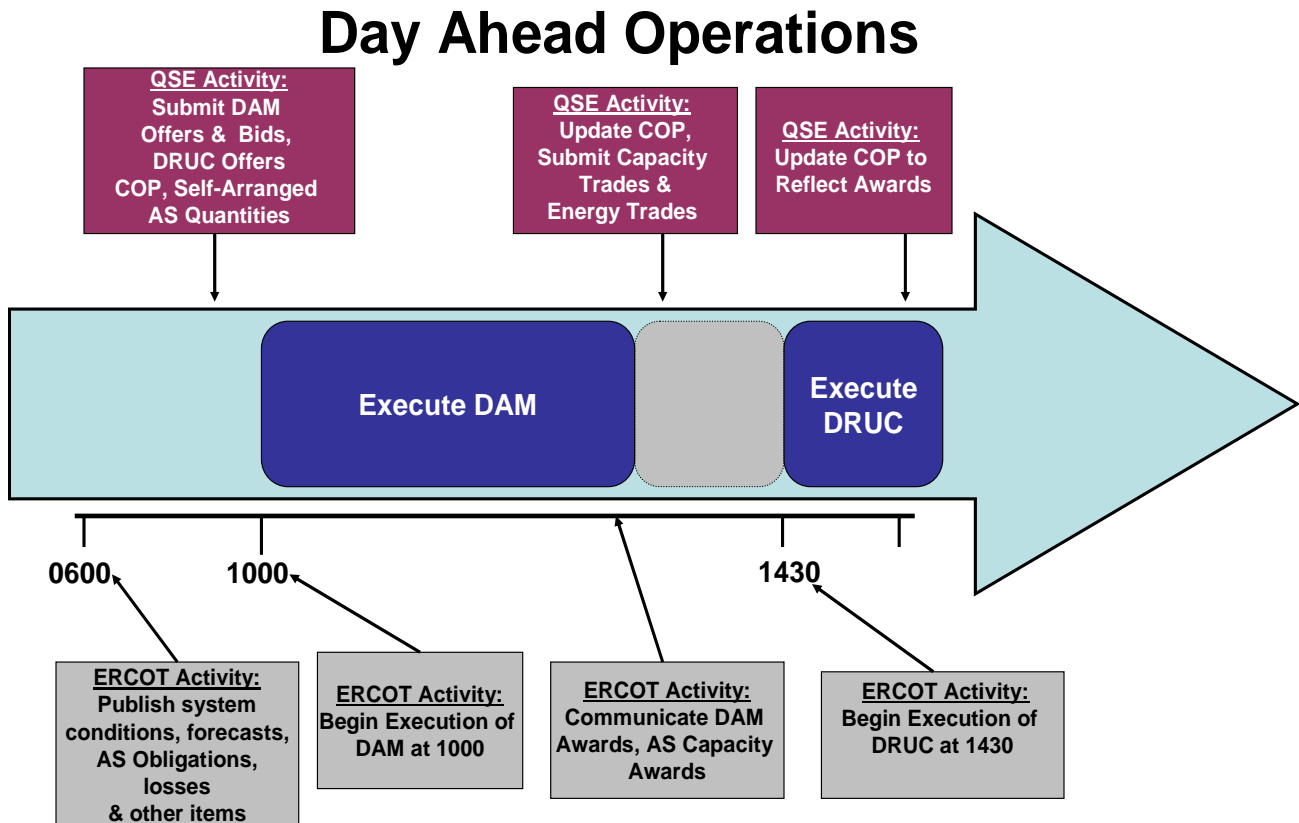 Day Ahead Operations
QSE Activity:
Submit DAM
Offers & Bids,
DRUC Offers
COP, Self-Arranged
AS Quantities
QSE Activity:
Update COP,
Submit Capacity
Trades &
Energy Trades
QSE Activity:
Update COP to
Reflect Awards
Execute DAM
Execute
DRUC
0600
1000
1430
ERCOT Activity:
Publish system
conditions, forecasts,
AS Obligations,
losses
& other items
ERCOT Activity:
Begin Execution of
DAM at 1000
ERCOT Activity:
Communicate DAM
Awards, AS Capacity
Awards
ERCOT Activity:
Begin Execution of
DRUC at 1430